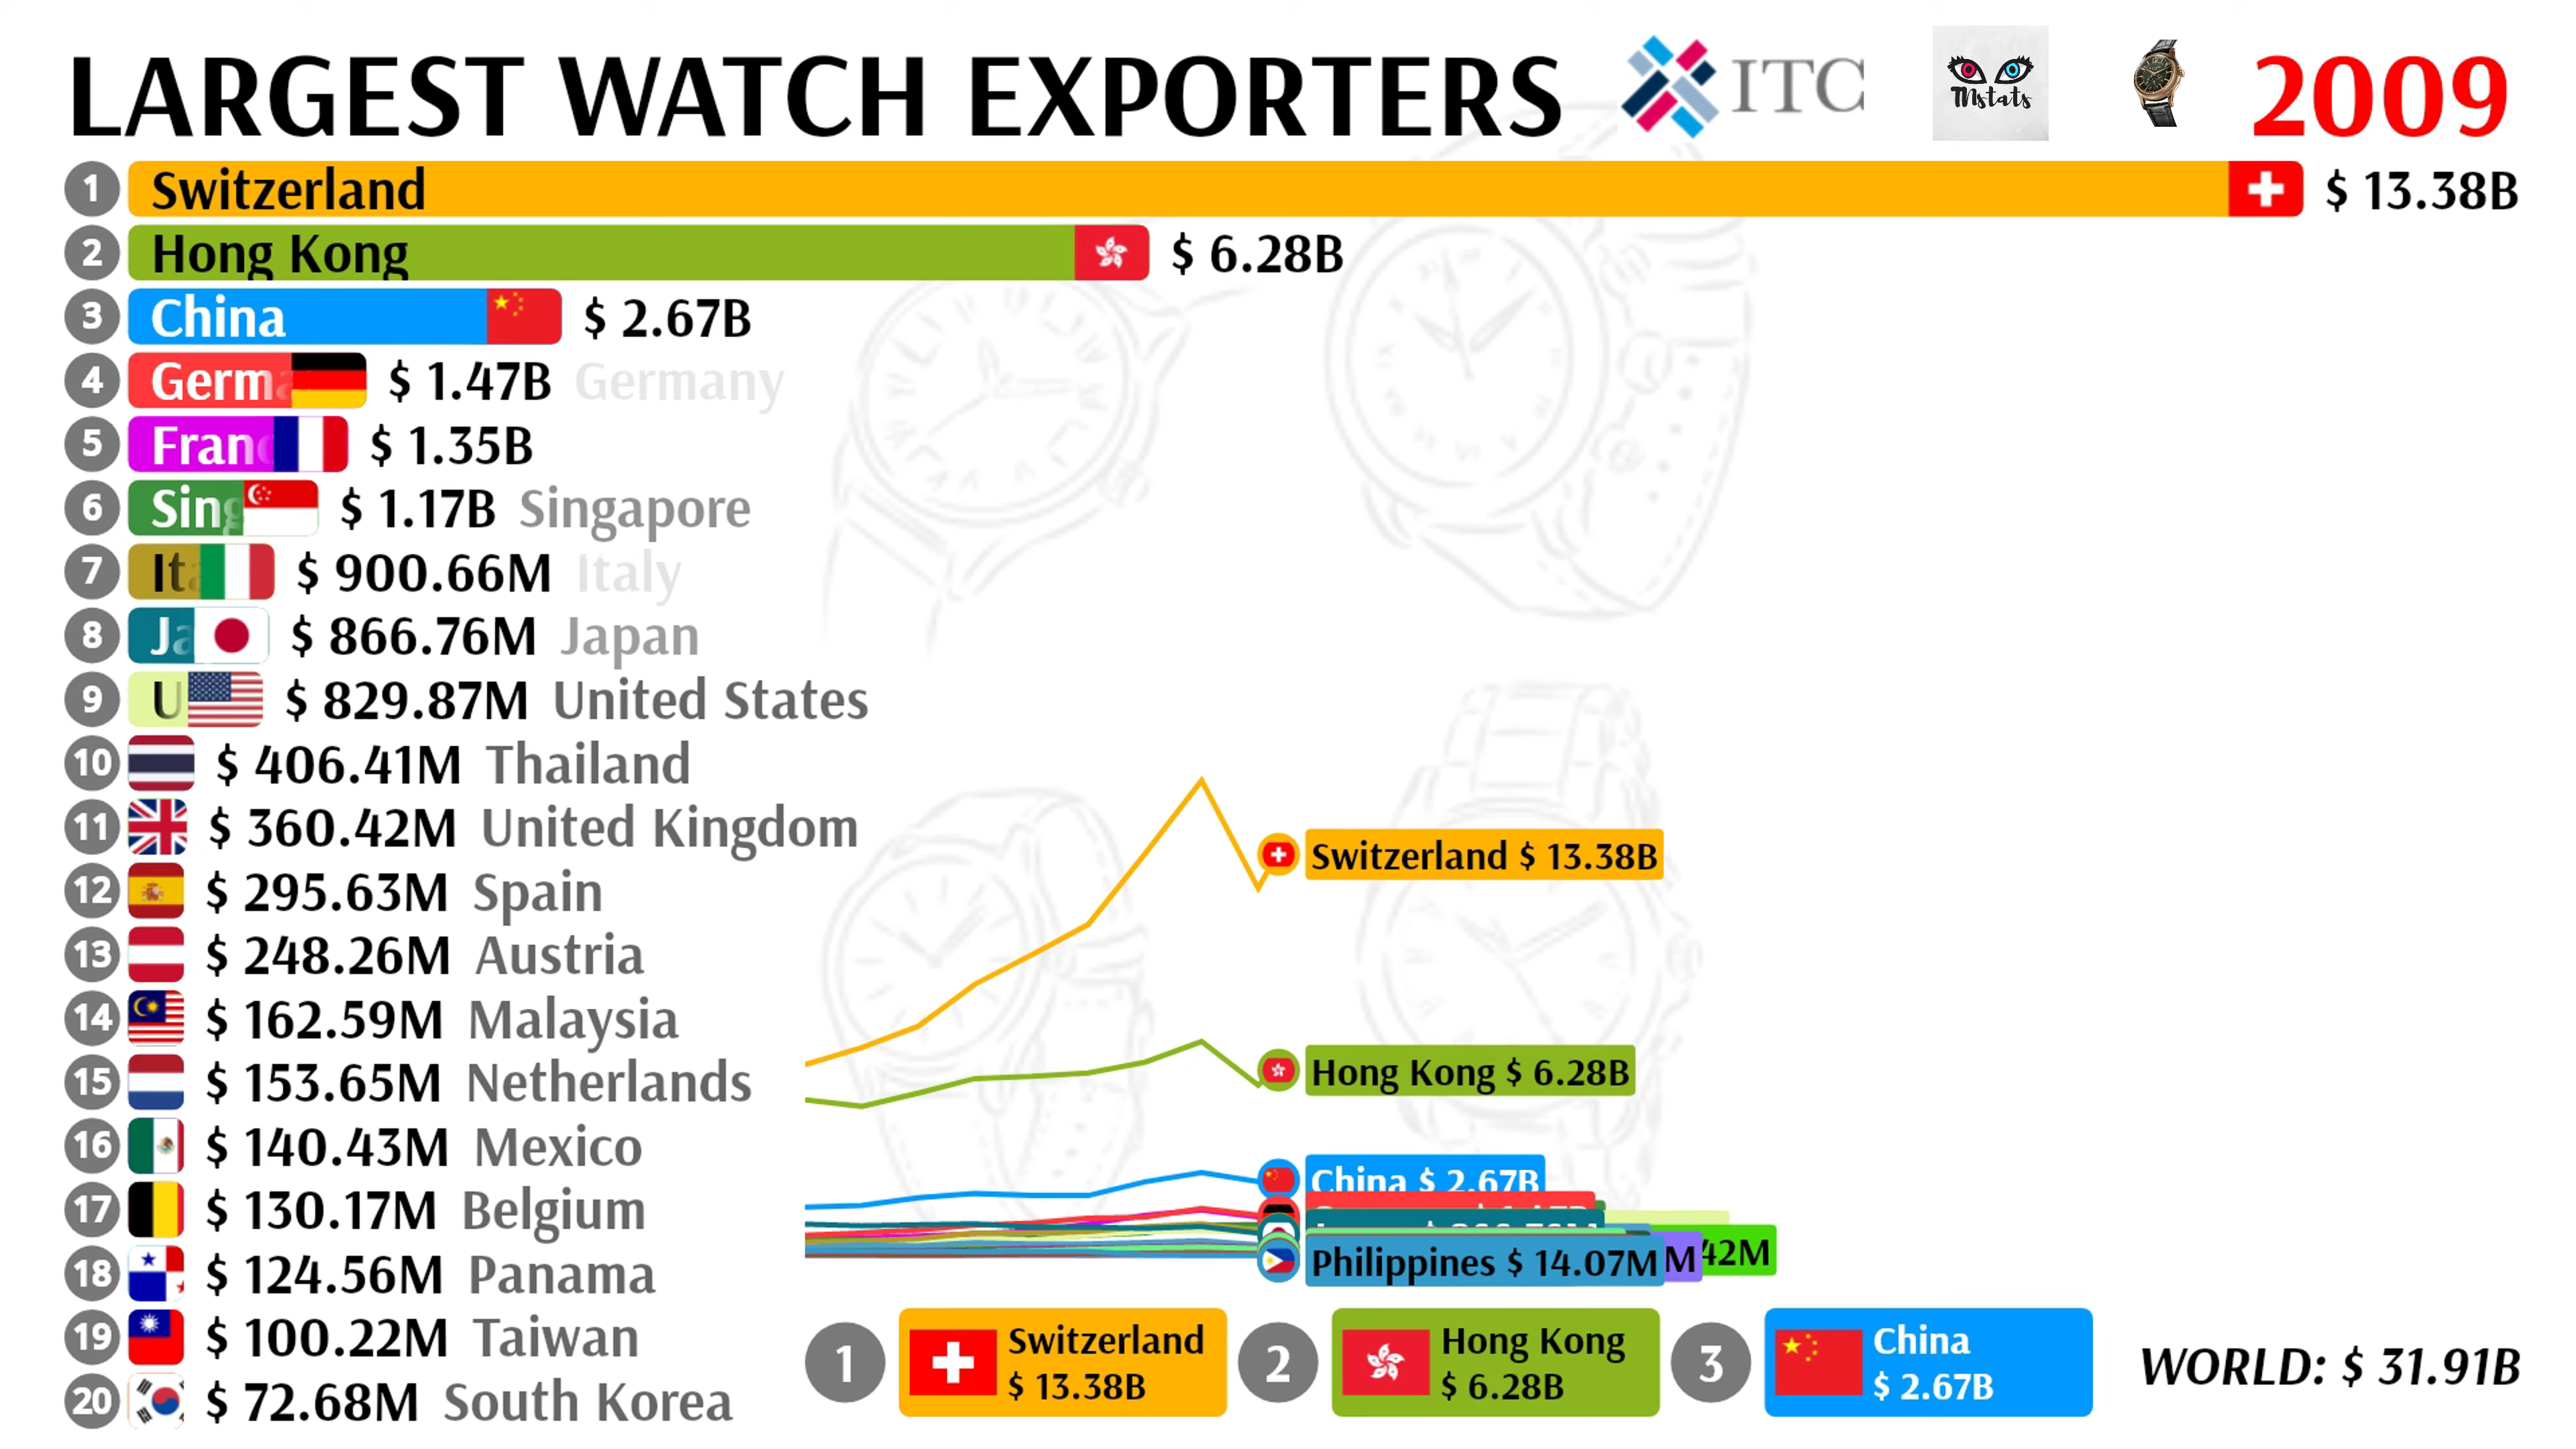 LARGEST WATCH EXPORTERS
ITC
TNstats
2009
1 Switzerland $ 13.38B
2 Hong Kong $ 6.28B
3 China $ 2.67B
4 Germa $ 1.47B Germany
5 Franc $ 1.35B
6 Sing $ 1.17B Singapore
7 Ita $ 900.66M Italy
8 Ja $ 866.76M Japan
9 U $ 829.87M United States
10 $ 406.41M Thailand
11 $ 360.42M United Kingdom
12 $ 295.63M Spain
13 $ 248.26M Austria
14 $ 162.59M Malaysia
15 $ 153.65M Netherlands
16 $ 140.43M Mexico
17 $ 130.17M Belgium
18 $ 124.56M Panama
19 $ 100.22M Taiwan
20 $ 72.68M South Korea
Switzerland $ 13.38B
Hong Kong $ 6.28B
China $ 2.67B
Philippines $ 14.07M
M
42M
1 Switzerland
$ 13.38B
2 Hong Kong
$ 6.28B
3 China
$ 2.67B
WORLD: $ 31.91B